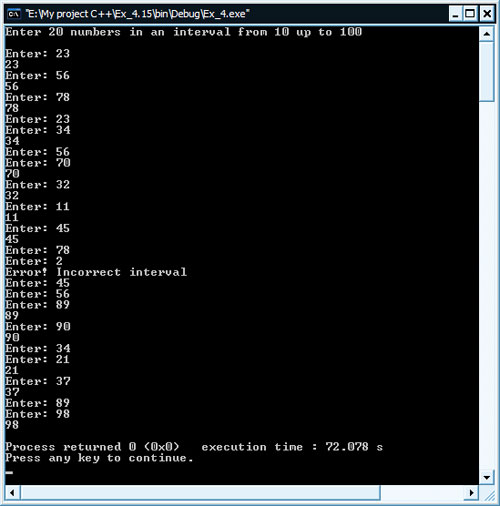 "E:\My project C++\Ex_4.15\bin\Debug\Ex_4.exe"
Enter 20 numbers in an interval from 10 up to 100
Enter: 23
23
Enter: 56
56
Enter: 78
78
Enter: 23
Enter: 34
34
Enter: 56
Enter: 70
70
Enter: 32
32
Enter: 11
11
Enter: 45
45
Enter: 78
Enter: 2
Error! Incorrect interval
Enter: 45
Enter: 56
Enter: 89
89
Enter: 90
90
Enter: 34
Enter: 21
21
Enter: 37
37
Enter: 89
Enter: 98
98
Process returned 0 (0x0)   execution time : 72.078 s
Press any key to continue.